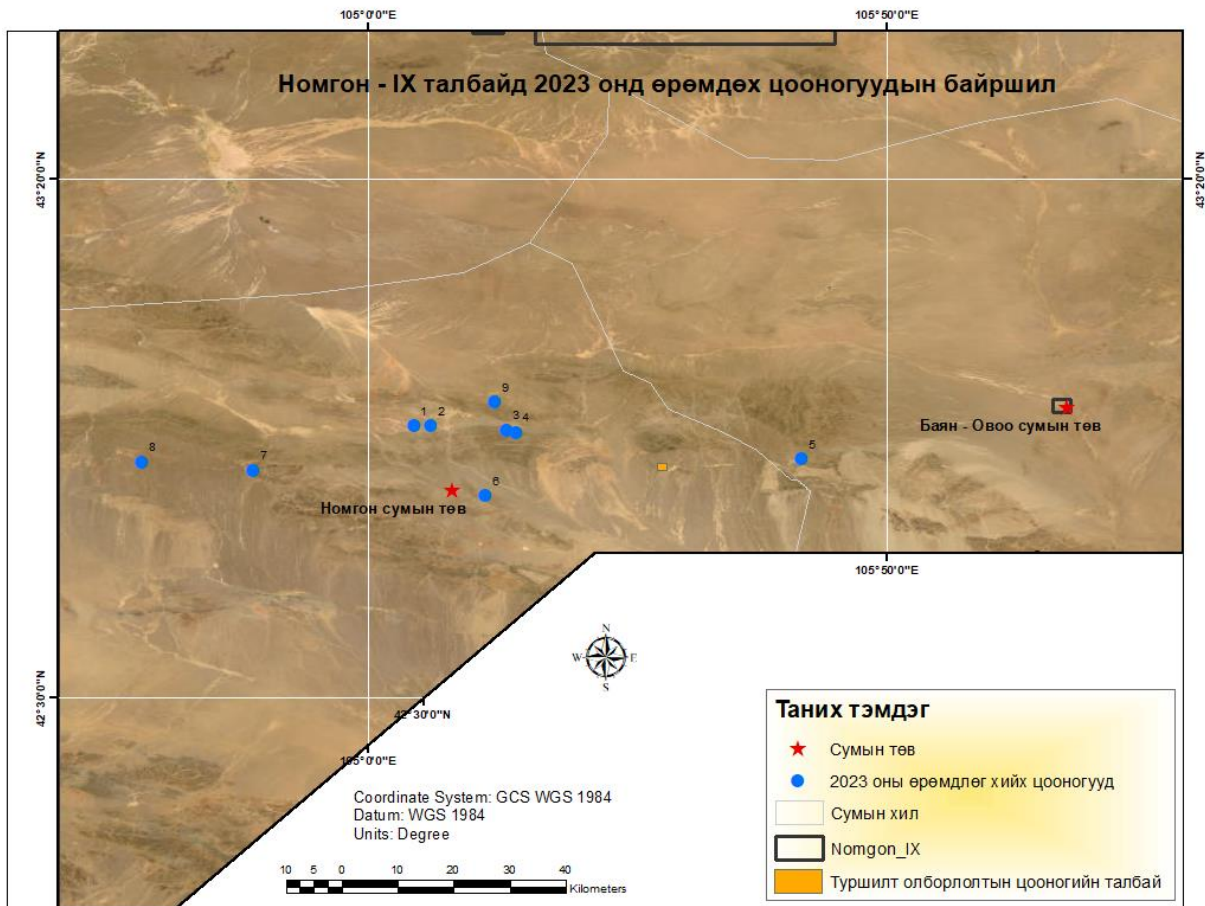 105°0'0"E
105°50'0"E
Номгон - IX талбайд 2023 онд өрөмдөх цооногуудын байршил
43°20'0"N
43°20'0"N
9
1
2
3
4
Баян - Овоо сумын төв
8
7
5
6
Номгон сумын төв
105°50'0"E
N
W
E
S
42°30'0"N
42°30'0"N
105°0'0"E
Таних тэмдэг
Сумын төв
2023 оны өрөмдлөг хийх цооногууд
Сумын хил
Nomgon_IX
Туршилт олборлолтын цооногийн талбай
Coordinate System: GCS WGS 1984
Datum: WGS 1984
Units: Degree
10 5 0 10 20 30 40
Kilometers